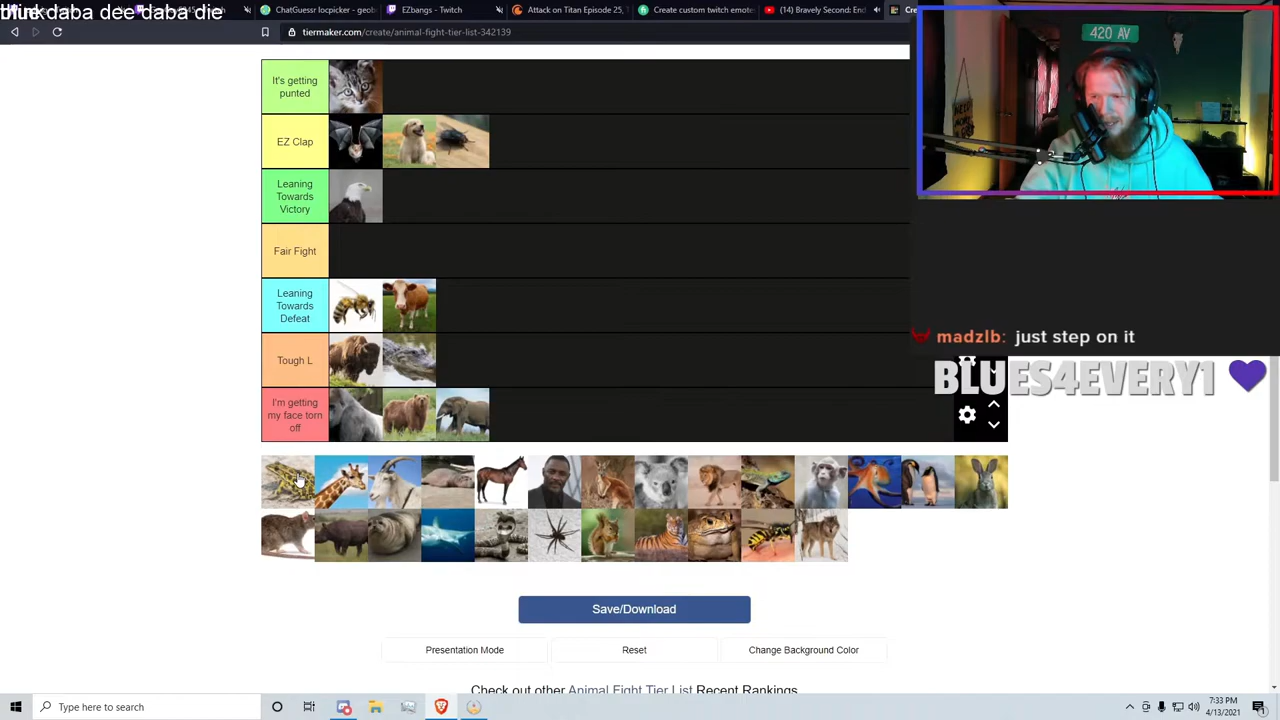 daba dee daba die
ChatGuessr locpicker - geo
EZbangs - Twitch
Attack on Titan Episode 25,
Create custom twitch emote
(14) Bravely Second: End
Cre
tiermaker.com/create/animal-fight-tier-list-342139
420 AV
It's getting
punted
EZ Clap
Leaning
Towards
Victory
Fair Fight
Leaning
Towards
Defeat
Tough L
I'm getting
my face torn
off
madzlb: just step on it
BLUES4EVERY1
Save/Download
Presentation Mode
Reset
Change Background Color
Check out other Animal Fight Tier List Recent Rankings
Type here to search
7:33 PM
4/13/2021